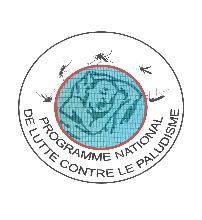 PROGRAMME NATIONAL
DE LUTTE CONTRE LE PALUDISME